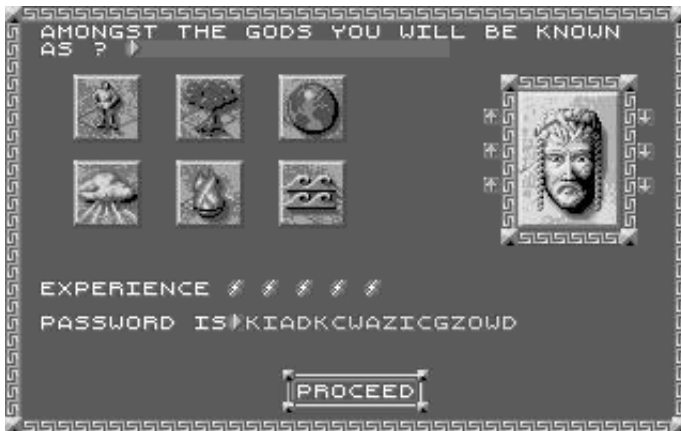 AMONGST THE GODS YOU WILL BE KNOWN
AS ?
EXPERIENCE
PASSWORD IS KIADKCWAZICGZOWD
PROCEED